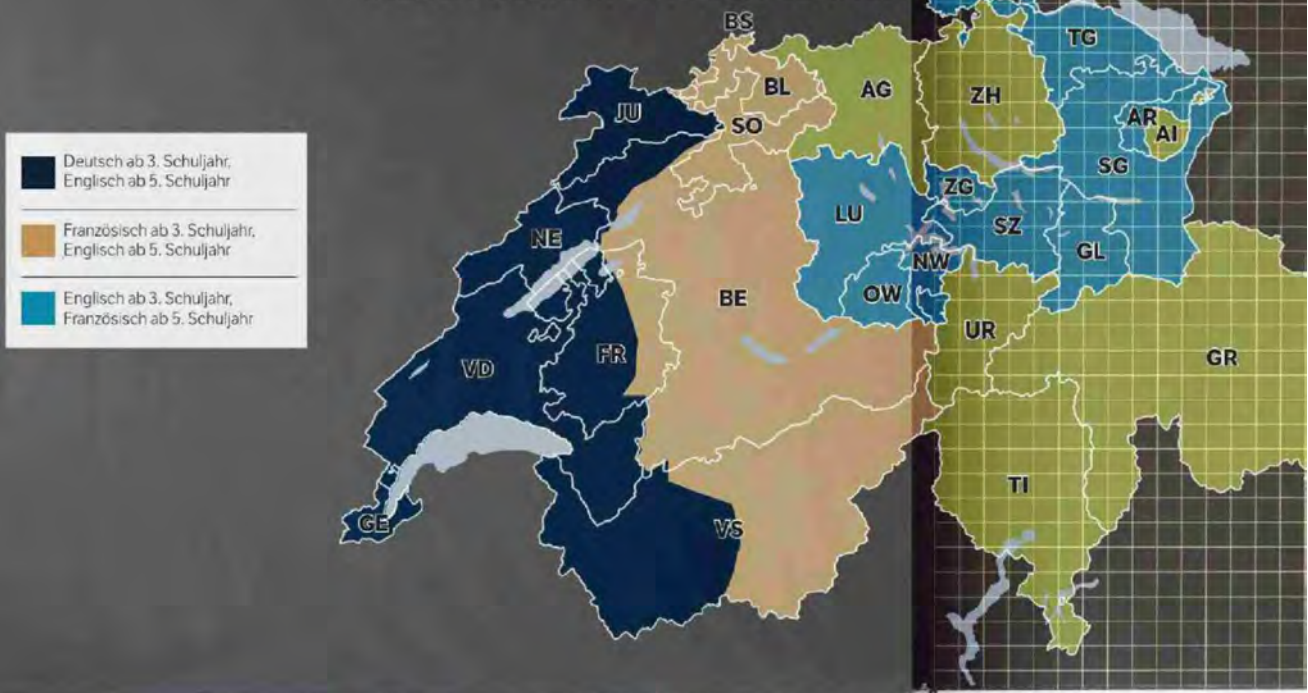 Deutsch ab 3. Schuljahr,
Englisch ab 5. Schuljahr
Französisch ab 3. Schuljahr,
Englisch ab 5. Schuljahr
Englisch ab 3. Schuljahr,
Französisch ab 5. Schuljahr
BS
TG
JU
BL
AG
ZH
SO
AR
AI
SG
ZG
LU
SZ
NE
NW
GL
BE
OW
UR
FR
GR
VD
TI
GE
VS